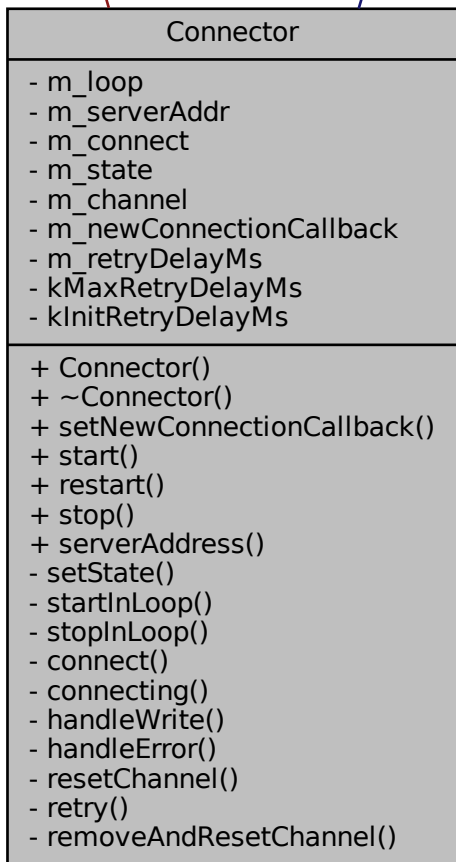 Connector
- m_loop
- m_serverAddr
- m_connect
- m_state
- m_channel
- m_newConnectionCallback
- m_retryDelayMs
- kMaxRetryDelayMs
- kInitRetryDelayMs
+ Connector()
+ ~Connector()
+ setNewConnectionCallback()
+ start()
+ restart()
+ stop()
+ serverAddress()
- setState()
- startInLoop()
- stopInLoop()
- connect()
- connecting()
- handleWrite()
- handleError()
- resetChannel()
- retry()
- removeAndResetChannel()